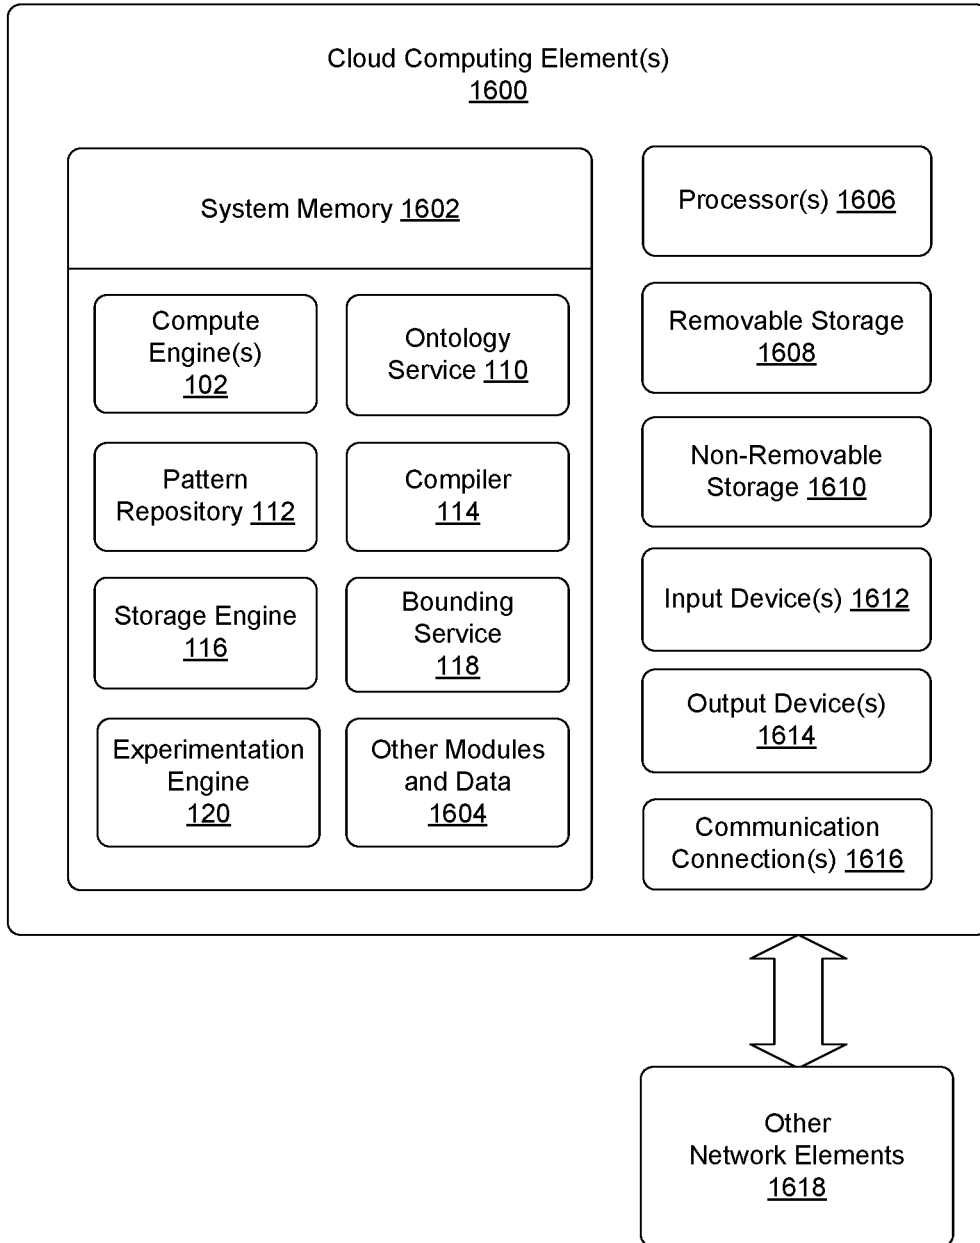 Cloud Computing Element(s)
1600
System Memory 1602
Compute
Engine(s)
102
Ontology
Service 110
Pattern
Repository 112
Compiler
114
Storage Engine
116
Bounding
Service
118
Experimentation
Engine
120
Other Modules
and Data
1604
Processor(s) 1606
Removable Storage
1608
Non-Removable
Storage 1610
Input Device(s) 1612
Output Device(s)
1614
Communication
Connection(s) 1616
Other
Network Elements
1618